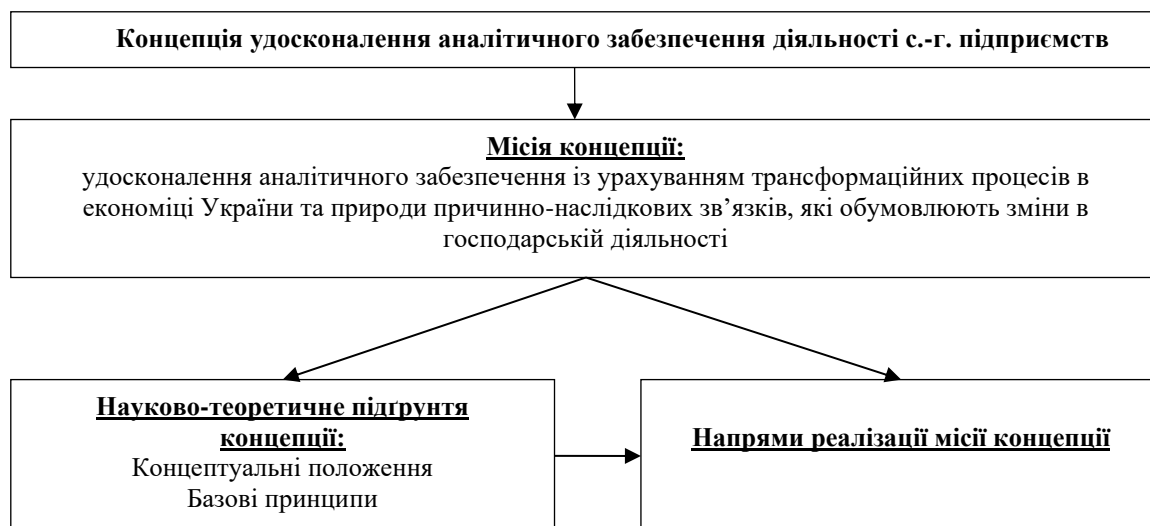 Концепція удосконалення аналітичного забезпечення діяльності с.-г. підприємств
Місія концепції:
удосконалення аналітичного забезпечення із урахуванням трансформаційних процесів в
економіці України та природи причинно-наслідкових зв’язків, які обумовлюють зміни в
господарській діяльності
Науково-теоретичне підґрунтя
концепції:
Концептуальні положення
Базові принципи
Напрями реалізації місії концепції